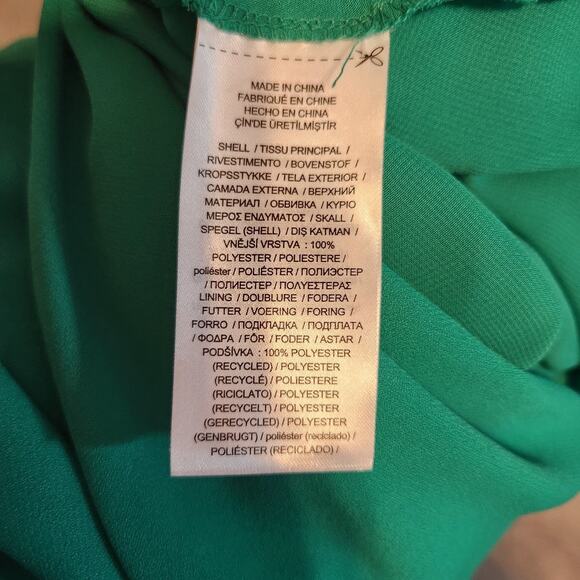 MADE IN CHINA
FABRIQUÉ EN CHINE
HECHO EN CHINA
ÇİN'DE ÜRETİLMİŞTİR
SHELL / TISSU PRINCIPAL /
RIVESTIMENTO / BOVENSTOF /
KROPSSTYKKE / TELA EXTERIOR /
CAMADA EXTERNA / ВЕРХНИЙ
МАТЕРИАЛ / ОБВИВКА / ΚΥΡΙΟ
ΜΕΡΟΣ ΕΝΔΥΜΑΤΟΣ / SKALL /
SPEGEL (SHELL) / DIŞ KATMAN /
VNĚJŠÍ VRSTVA : 100%
POLYESTER / POLIESTERE /
poliéster / POLIÉSTER / ПОЛИЭСТЕР
/ ПОЛИЕСТЕР / ΠΟΛΥΕΣΤΕΡΑΣ
LINING / DOUBLURE / FODERA /
FUTTER / VOERING / FORING /
FORRO / ПОДКЛАДКА / ПОДПЛАТА
/ ΦΟΔΡΑ / FÔR / FODER / ASTAR /
PODŠÍVKA : 100% POLYESTER
(RECYCLED) / POLYESTER
(RECYCLÉ) / POLIESTERE
(RICICLATO) / POLYESTER
(RECYCELT) / POLYESTER
(GERECYCLED) / POLYESTER
(GENBRUGT) / poliéster (reciclado) /
POLIÉSTER (RECICLADO) /